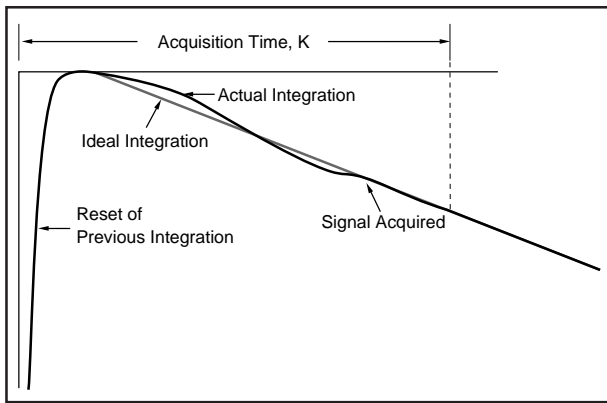 Acquisition Time, K
Actual Integration
Ideal Integration
Signal Acquired
Reset of
Previous Integration